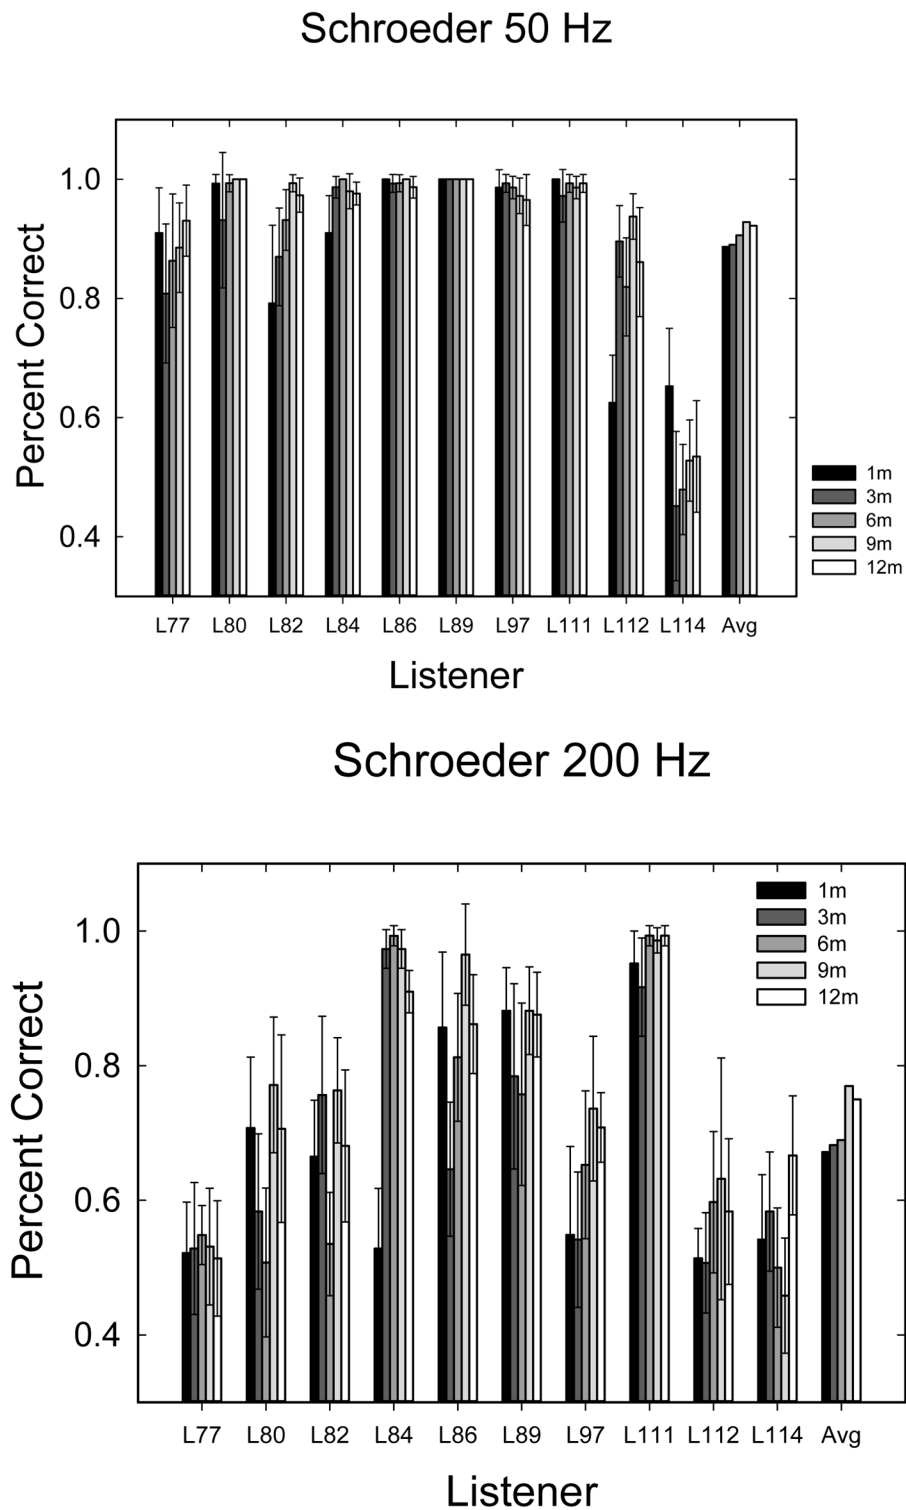 Schroeder 50 Hz
Percent Correct
1.0
0.8
0.6
0.4
1m
3m
6m
9m
12m
L77 L80 L82 L84 L86 L89 L97 L111 L112 L114 Avg
Listener
Schroeder 200 Hz
Percent Correct
1.0
0.8
0.6
0.4
1m
3m
6m
9m
12m
L77 L80 L82 L84 L86 L89 L97 L111 L112 L114 Avg
Listener